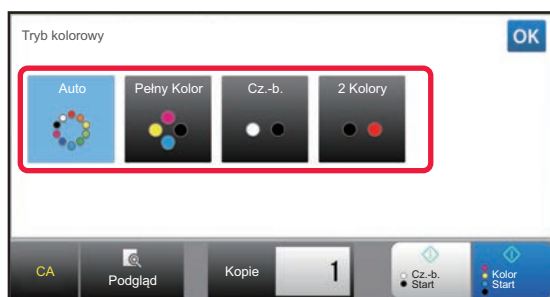 Tryb kolorowy
OK
Auto
Pełny Kolor
Cz.-b.
2 Kolory
CA
Podgląd
Kopie
1
Cz.-b.
Start
Kolor
Start